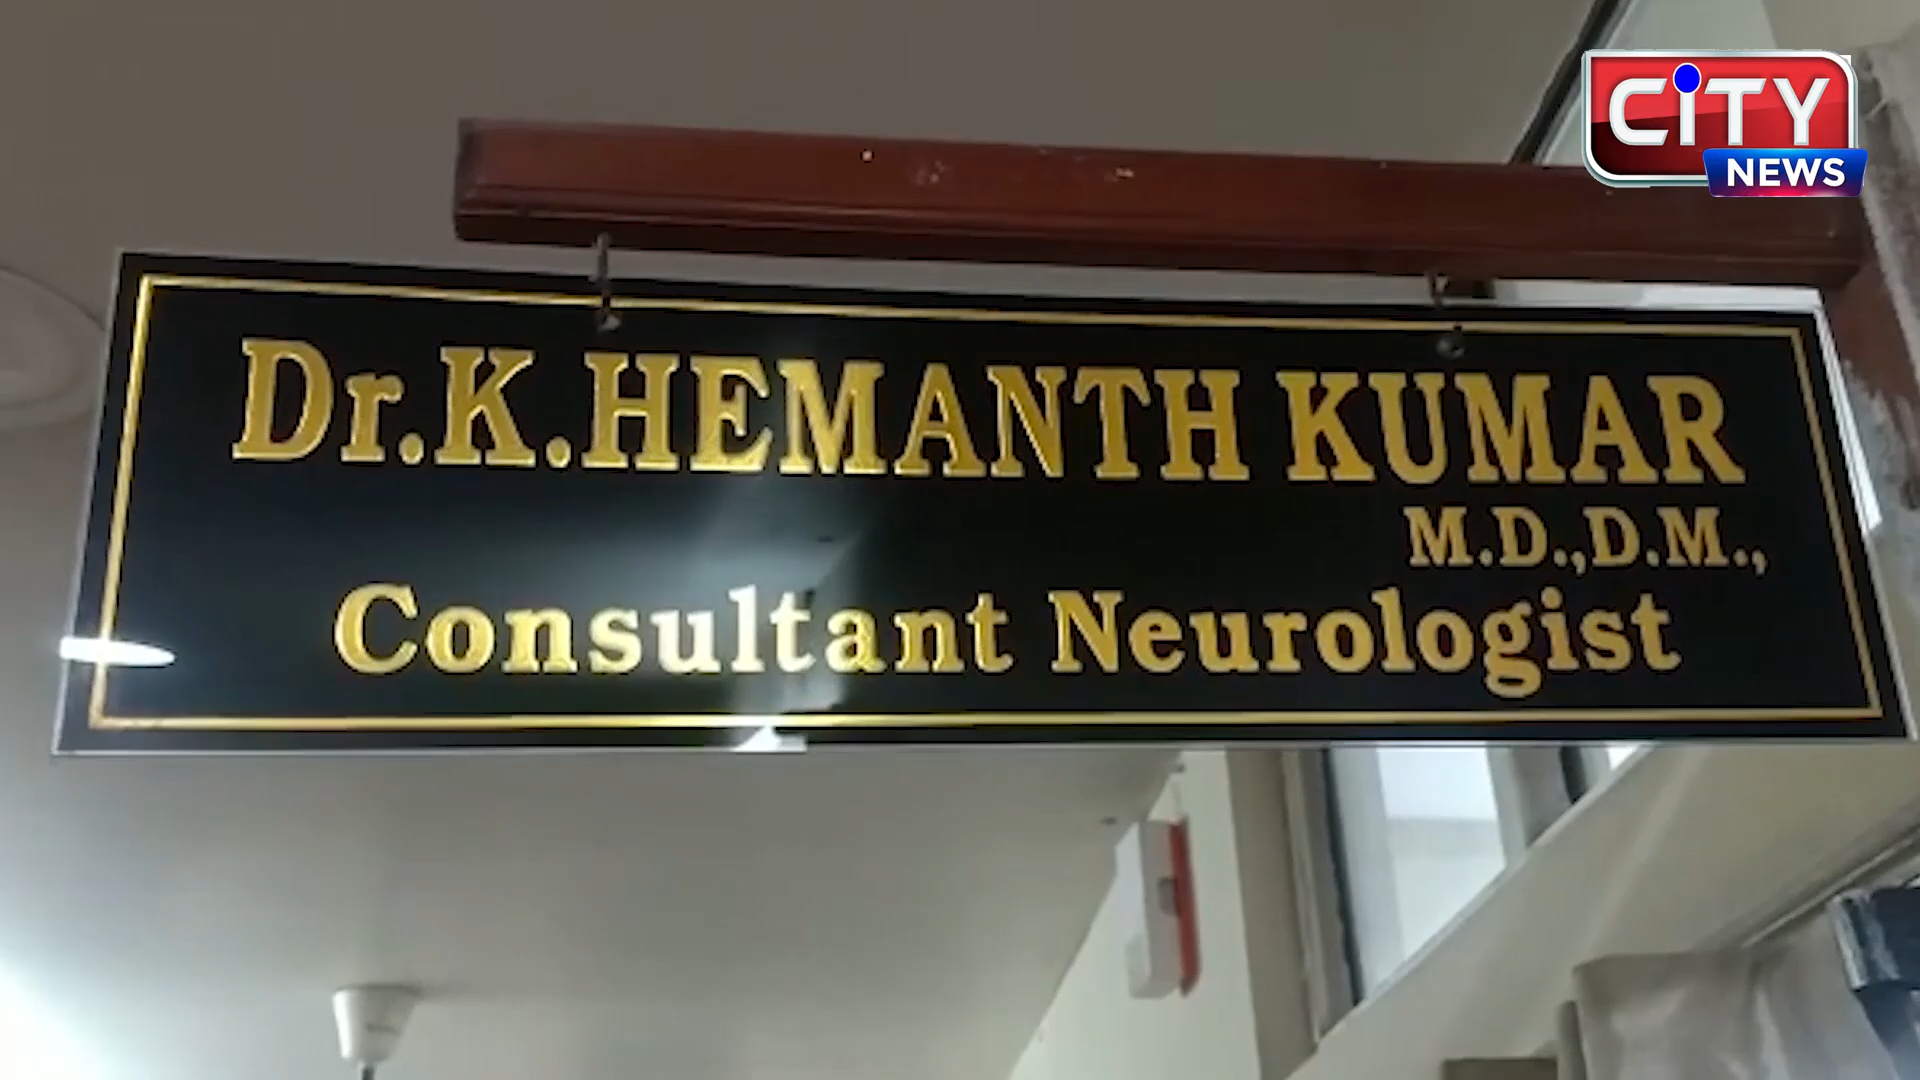 CiTY
NEWS
Dr.K.HEMANTH KUMAR
M.D.,D.M.,
Consultant Neurologist